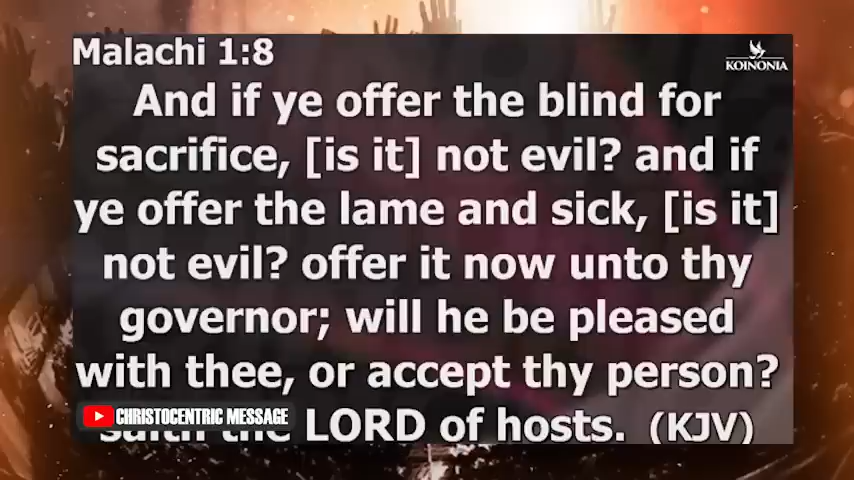 Malachi 1:8
KOINONIA
And if ye offer the blind for
sacrifice, [is it] not evil? and if
ye offer the lame and sick, [is it]
not evil? offer it now unto thy
governor; will he be pleased
with thee, or accept thy person?
saith the LORD of hosts. (KJV)
CHRISTOCENTRIC MESSAGE